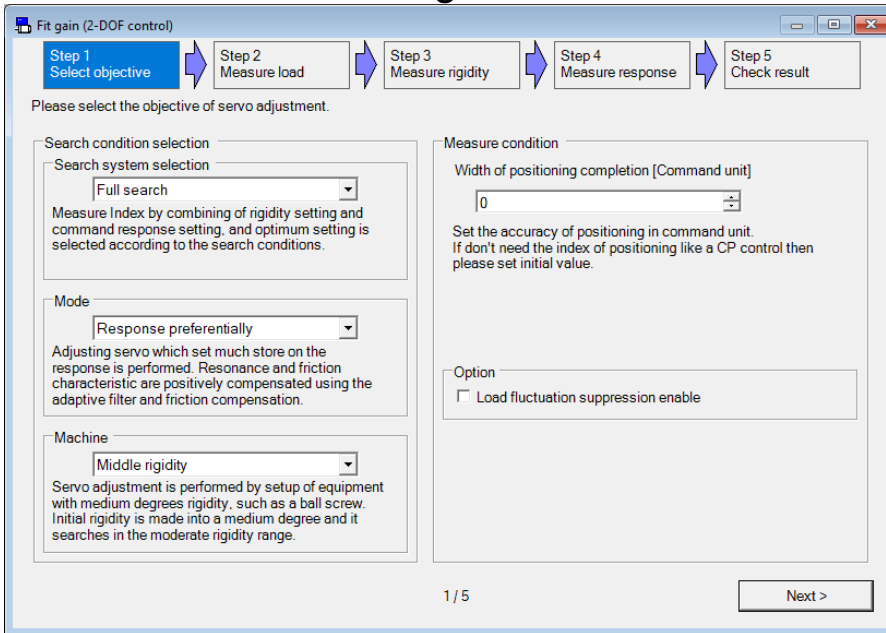 Fit gain (2-DOF control)
Step 1
Select objective
Step 2
Measure load
Step 3
Measure rigidity
Step 4
Measure response
Step 5
Check result
Please select the objective of servo adjustment.
Search condition selection
Search system selection
Full search
Measure Index by combining of rigidity setting and
command response setting, and optimum setting is
selected according to the search conditions.
Mode
Response preferentially
Adjusting servo which set much store on the
response is performed. Resonance and friction
characteristic are positively compensated using the
adaptive filter and friction compensation.
Machine
Middle rigidity
Servo adjustment is performed by setup of equipment
with medium degrees rigidity, such as a ball screw.
Initial rigidity is made into a medium degree and it
searches in the moderate rigidity range.
Measure condition
Width of positioning completion [Command unit]
0
Set the accuracy of positioning in command unit.
If don't need the index of positioning like a CP control then
please set initial value.
Option
Load fluctuation suppression enable
1 / 5
Next >